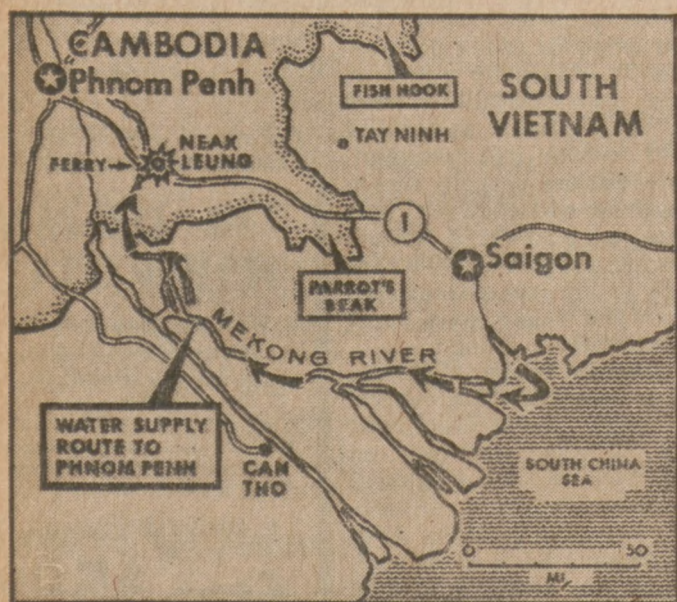 CAMBODIA
Phnom Penh
FISH HOOK
SOUTH
VIETNAM
TAY NINH
NEAK
LEUNG
FERRY
1
Saigon
PARROT'S
BEAK
MEKONG RIVER
WATER SUPPLY
ROUTE TO
PHNOM PENH
CAN
THO
SOUTH CHINA
SEA
0 50
MI.